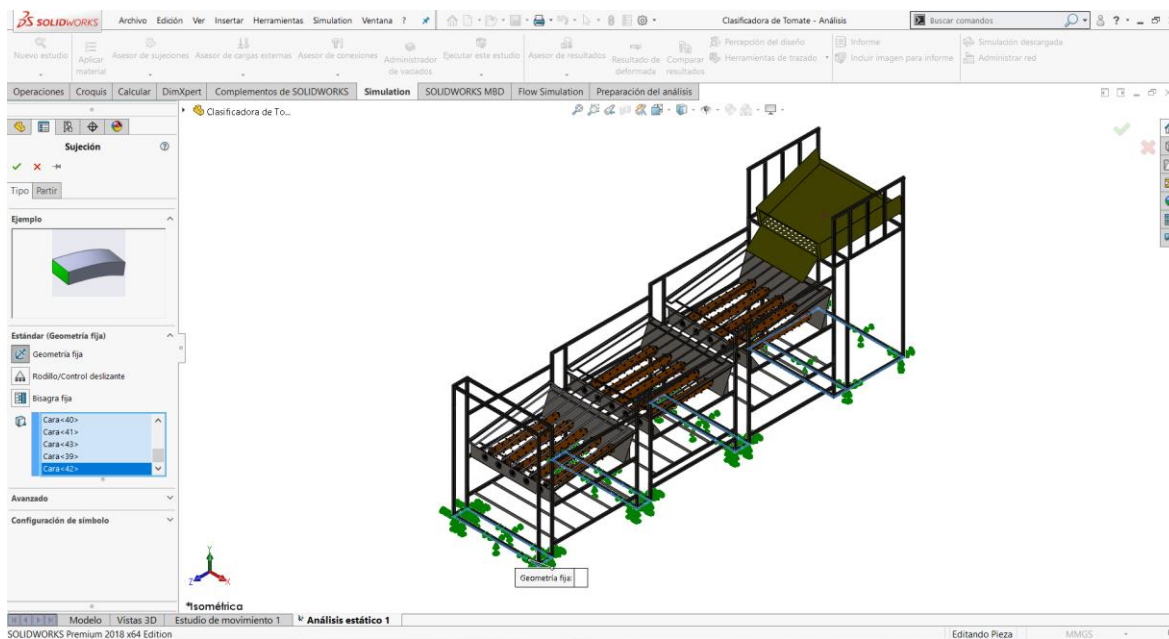 SOLIDWORKS Archivo Edición Ver Insertar Herramientas Simulation Ventana ? Clasificadora de Tomate - Análisis Buscar comandos
Nuevo estudio Aplicar material Asesor de sujeciones Asesor de cargas externas Asesor de conexiones Administrador de vaciados Ejecutar este estudio Asesor de resultados Resultado de deformada Comparar resultados Percepción del diseño Herramientas de trazado Informe Incluir imagen para informe Simulación descargada Administrar red
Operaciones Croquis Calcular DimXpert Complementos de SOLIDWORKS Simulation SOLIDWORKS MBD Flow Simulation Preparación del análisis
Clasificadora de To...
Sujeción
Tipo Partir
Ejemplo
Estándar (Geometría fija)
Geometría fija
Rodillo/Control deslizante
Bisagra fija
Cara<40>
Cara<41>
Cara<43>
Cara<39>
Cara<42>
Avanzado
Configuración de símbolo
Geometría fija:
Y
Z X
*Isométrica
Modelo Vistas 3D Estudio de movimiento 1 Análisis estático 1
SOLIDWORKS Premium 2018 x64 Edition Editando Pieza MMGS